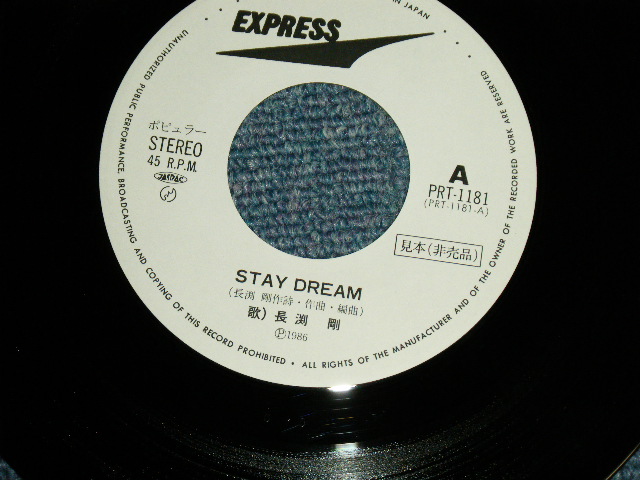 IN JAPAN
EXPRESS
ポピュラー
STEREO
45 R.P.M.
JASRAC
A
PRT-1181
(PRT-1181-A)
見本(非売品)
STAY DREAM
(長渕 剛作詩・作曲・編曲)
歌) 長渕 剛
Ⓟ1986
UNAUTHORIZED PUBLIC PERFORMANCE, BROADCASTING AND COPYING OF THIS RECORD PROHIBITED • ALL RIGHTS OF THE MANUFACTURER AND OF THE OWNER OF THE RECORDED WORK ARE RESERVED